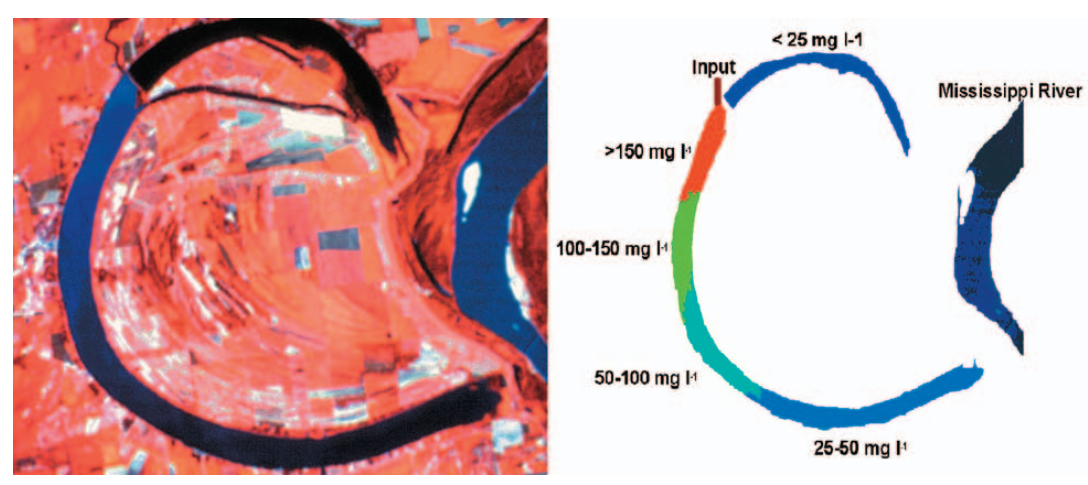 < 25 mg l-1
Input
Mississippi River
>150 mg l-1
100-150 mg l-1
50-100 mg l-1
25-50 mg l-1